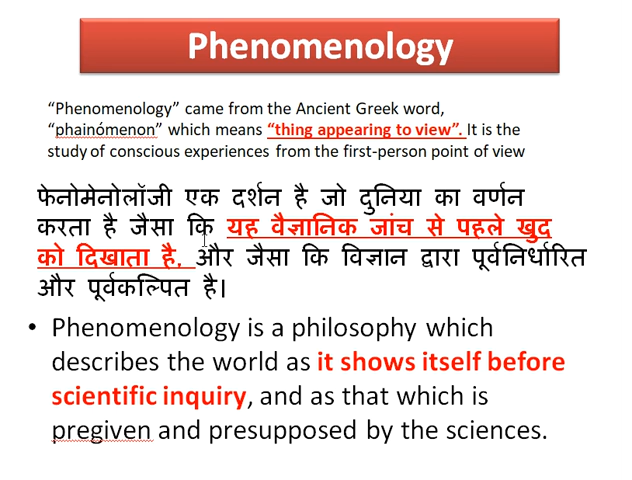 Phenomenology
“Phenomenology” came from the Ancient Greek word,
“phainómenon” which means “thing appearing to view”. It is the
study of conscious experiences from the first-person point of view
फेनोमेनोलॉजी एक दर्शन है जो दुनिया का वर्णन
करता है जैसा कि यह वैज्ञानिक जांच से पहले खुद
को दिखाता है, और जैसा कि विज्ञान द्वारा पूर्वनिर्धारित
और पूर्वकल्पित है।
• Phenomenology is a philosophy which
describes the world as it shows itself before
scientific inquiry, and as that which is
pregiven and presupposed by the sciences.